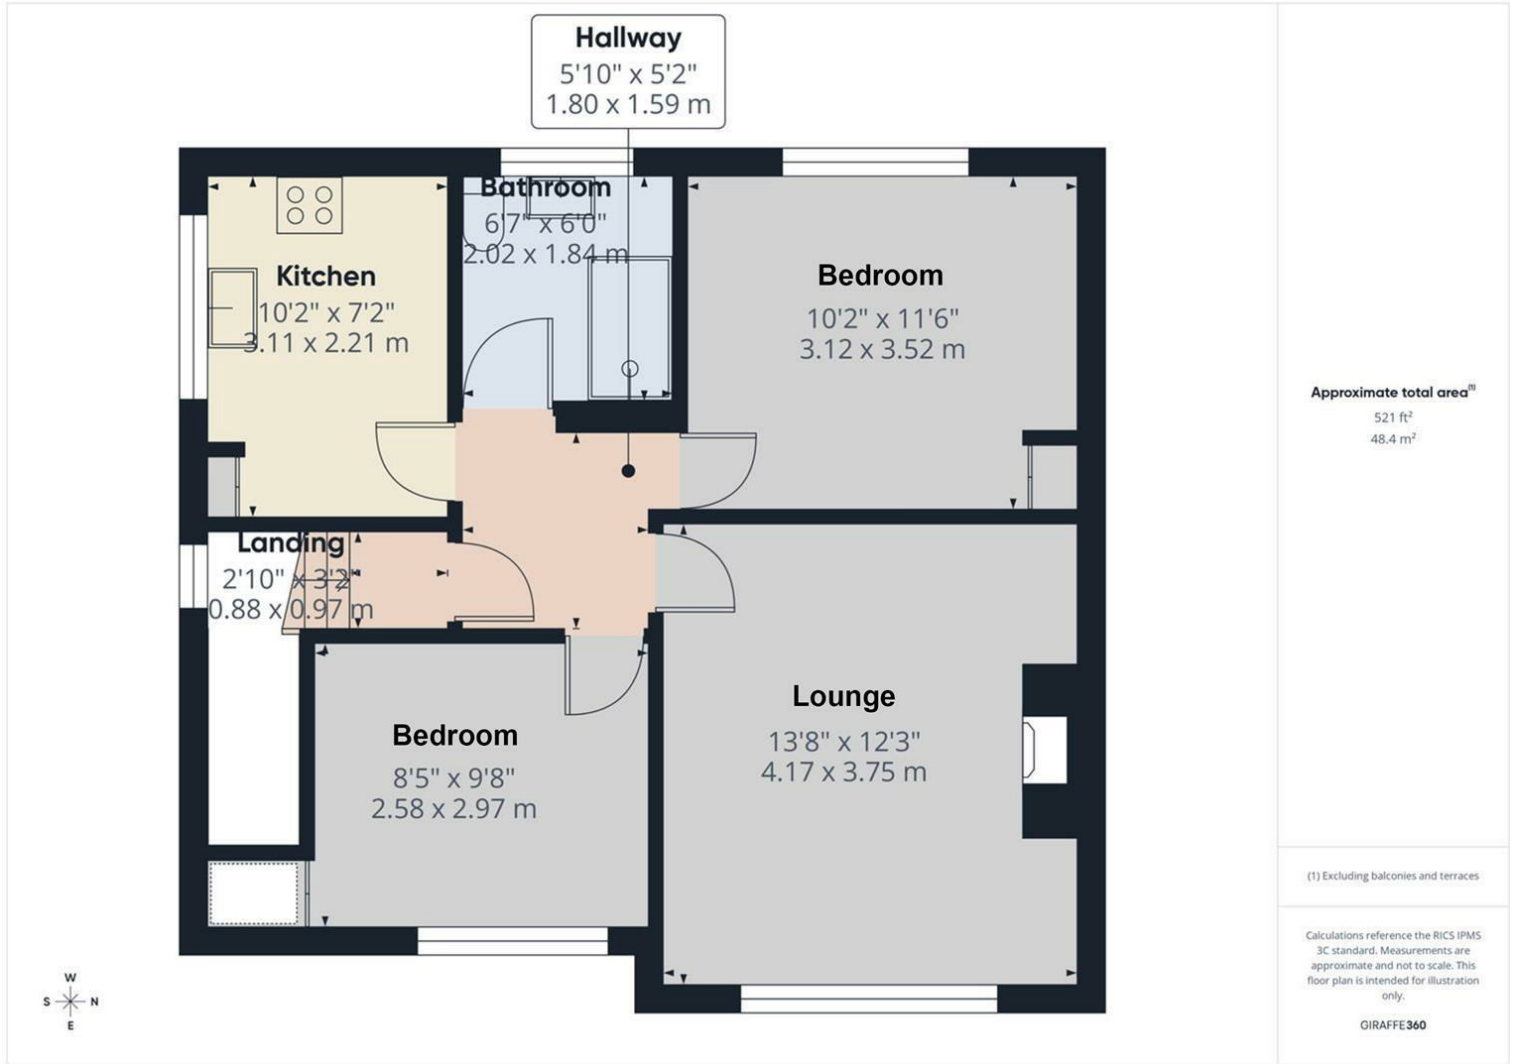 Hallway
5'10" x 5'2"
1.80 x 1.59 m
Bathroom
6'7" x 6'0"
2.02 x 1.84 m
Kitchen
10'2" x 7'2"
3.11 x 2.21 m
Bedroom
10'2" x 11'6"
3.12 x 3.52 m
Landing
2'10" x 3'2"
0.88 x 0.97 m
Bedroom
8'5" x 9'8"
2.58 x 2.97 m
Lounge
13'8" x 12'3"
4.17 x 3.75 m
W
S N
E
Approximate total area(1)
521 ft²
48.4 m²
(1) Excluding balconies and terraces
Calculations reference the RICS IPMS
3C standard. Measurements are
approximate and not to scale. This
floor plan is intended for illustration
only.
GIRAFFE360